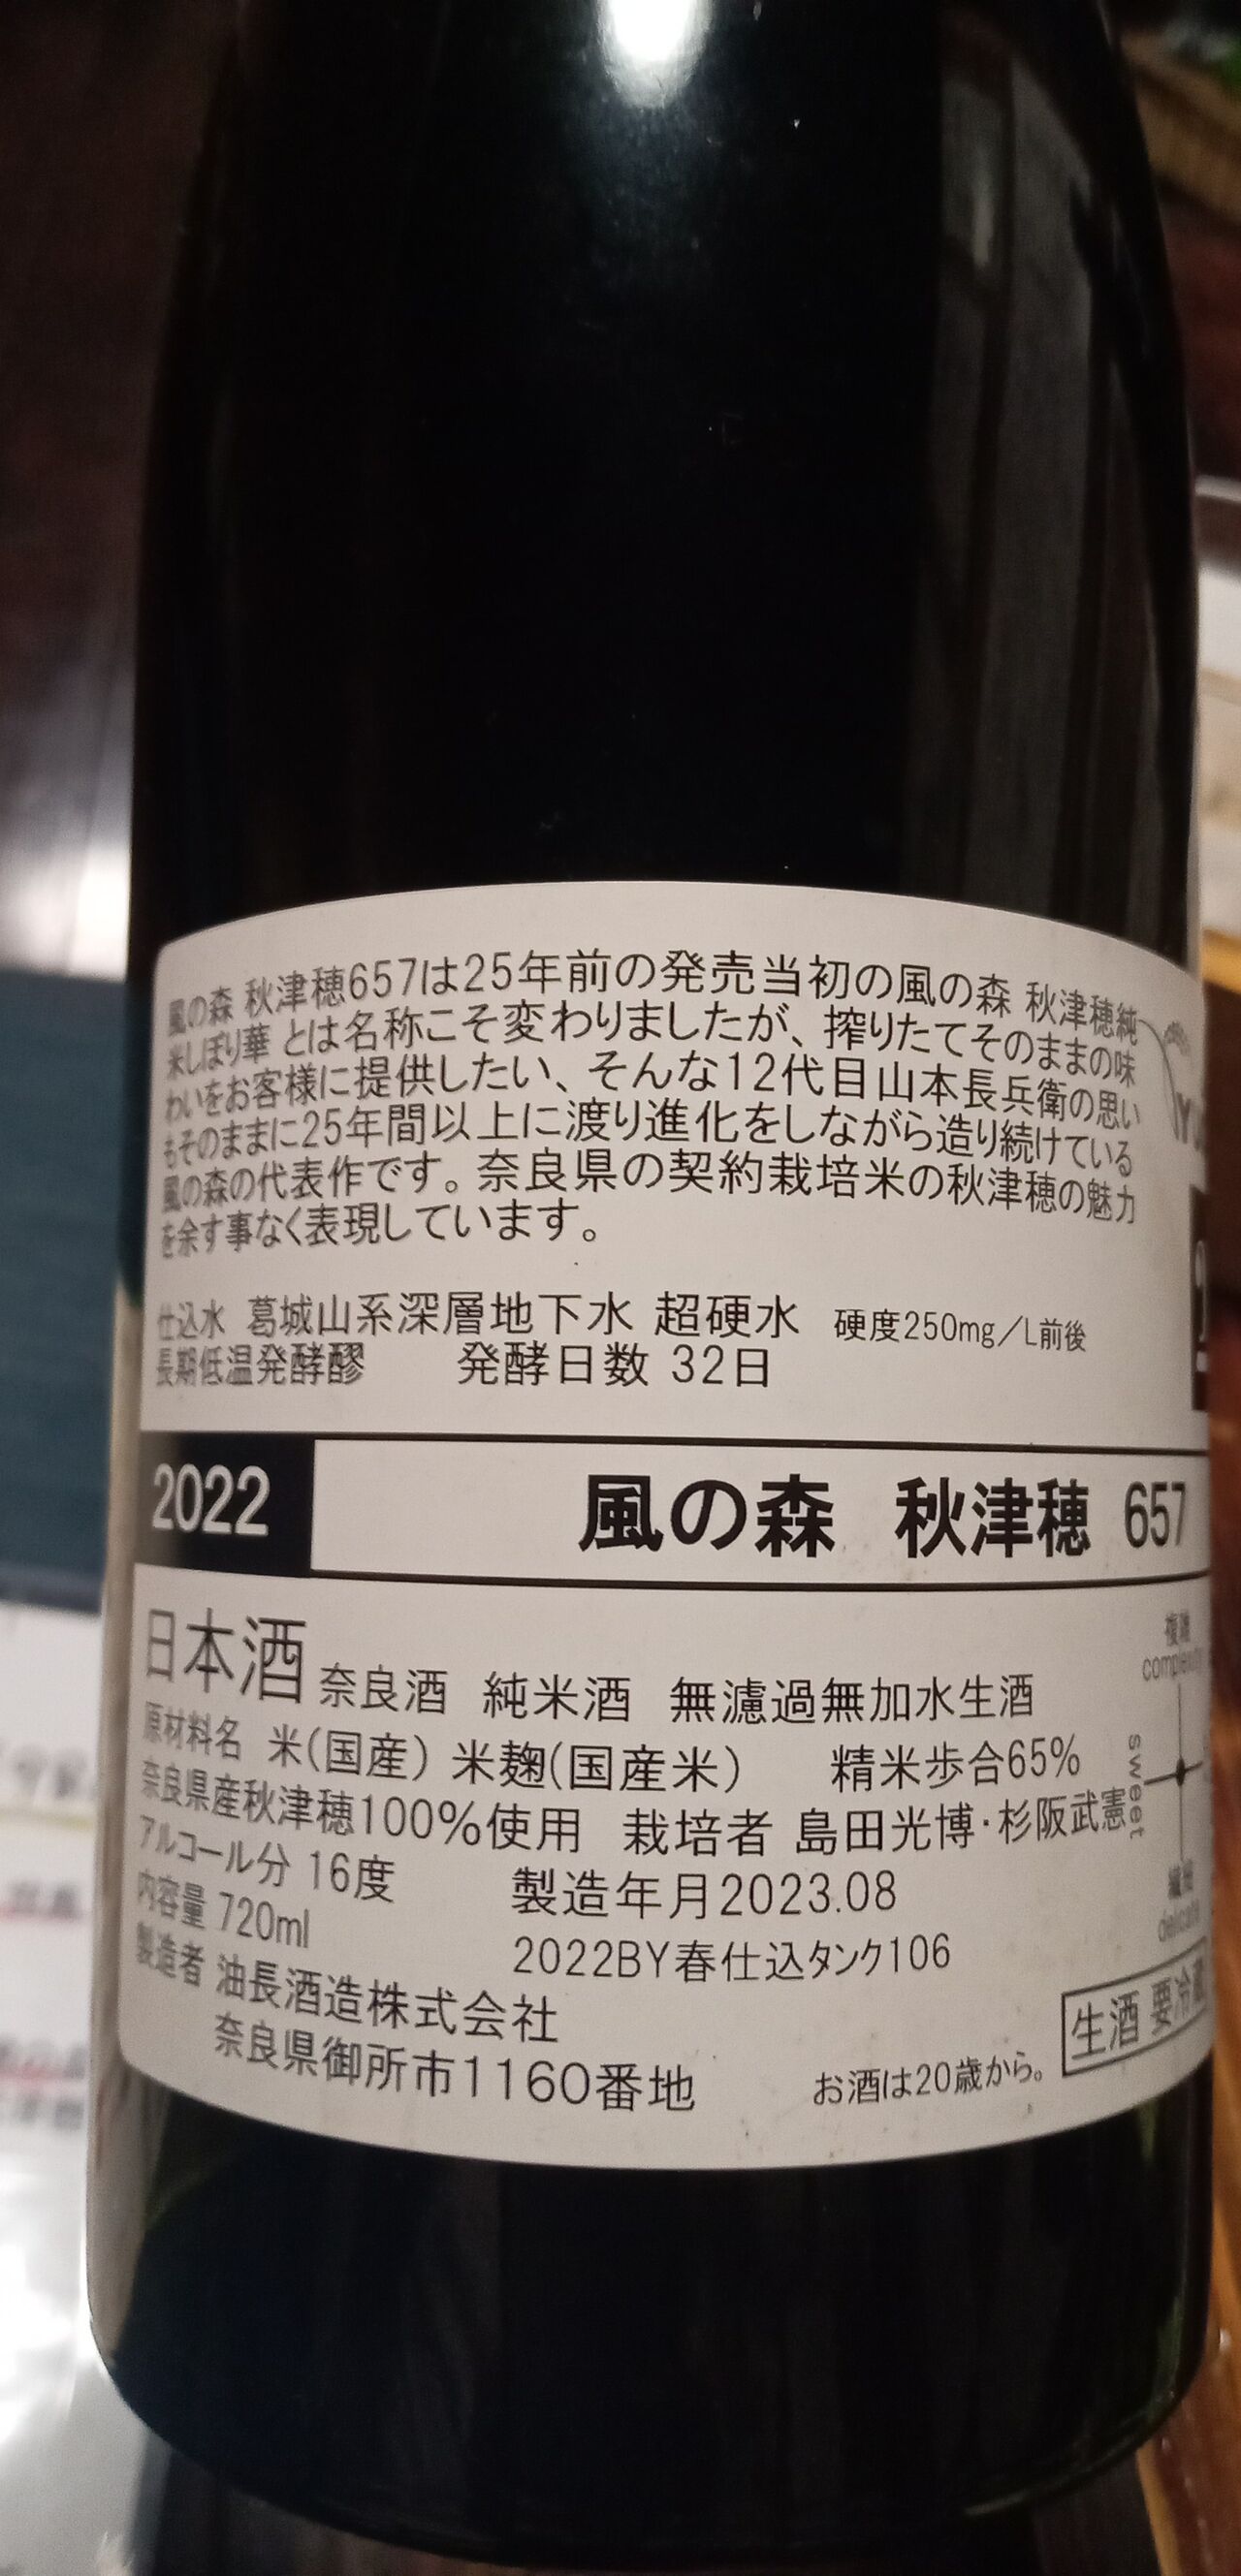 風の森 秋津穂657は25年前の発売当初の風の森 秋津穂純
米しぼり華 とは名称こそ変わりましたが、搾りたてそのままの味
わいをお客様に提供したい、そんな12代目山本長兵衛の思い
もそのままに25年間以上に渡り進化をしながら造り続けている
風の森の代表作です。奈良県の契約栽培米の秋津穂の魅力
を余す事なく表現しています。
仕込水 葛城山系深層地下水 超硬水 硬度250mg／L前後
長期低温発酵醪 発酵日数 32日
2022 風の森 秋津穂 657
日本酒 奈良酒 純米酒 無濾過無加水生酒
原材料名 米(国産) 米麹(国産米) 精米歩合65%
奈良県産秋津穂100%使用 栽培者 島田光博・杉阪武憲
アルコール分 16度 製造年月2023.08
内容量 720ml 2022BY春仕込タンク106
製造者 油長酒造株式会社
奈良県御所市1160番地
お酒は20歳から。
生酒 要冷蔵
sweet